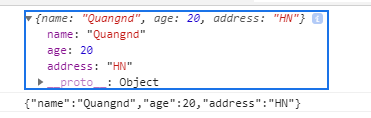 ▼{name: "Quangnd", age: 20, address: "HN"} i
name: "Quangnd"
age: 20
address: "HN"
▶__proto__: Object
{"name":"Quangnd","age":20,"address":"HN"}